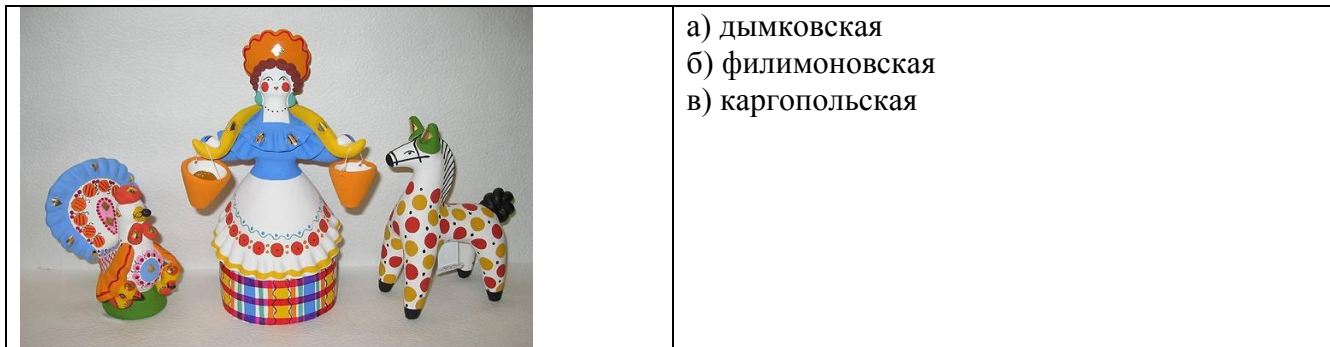 а) дымковская
б) филимоновская
в) каргопольская